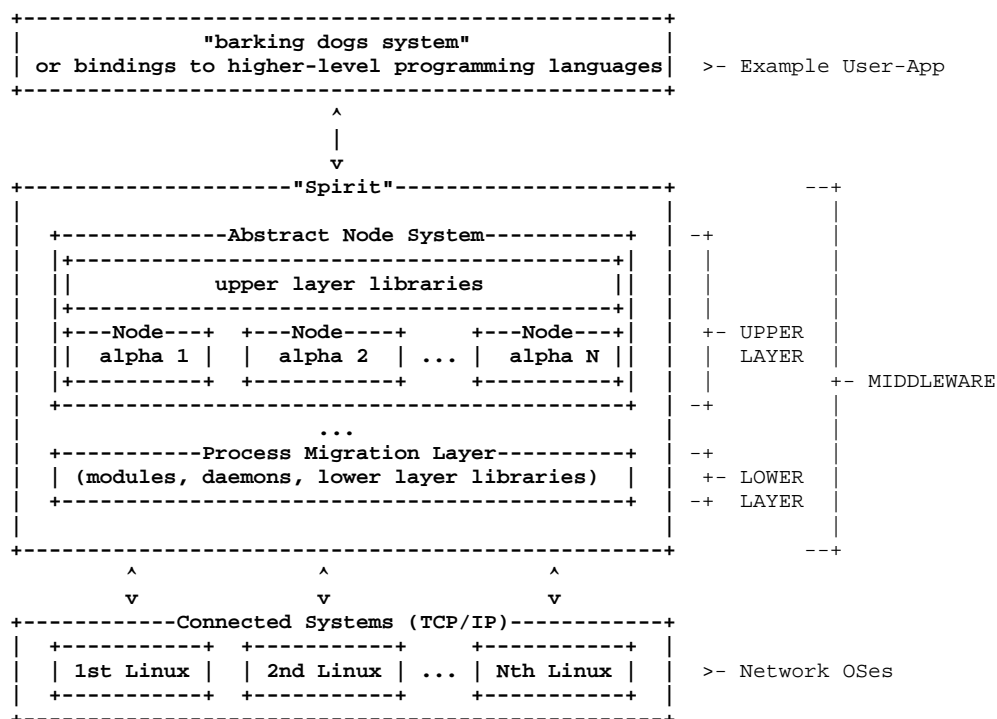 "barking dogs system"
or bindings to higher-level programming languages >- Example User-App
"Spirit"
Abstract Node System
upper layer libraries
Node Node Node UPPER
alpha 1 alpha 2 ... alpha N LAYER
MIDDLEWARE
...
Process Migration Layer
(modules, daemons, lower layer libraries) LOWER
LAYER
Connected Systems (TCP/IP)
1st Linux 2nd Linux ... Nth Linux >- Network OSes